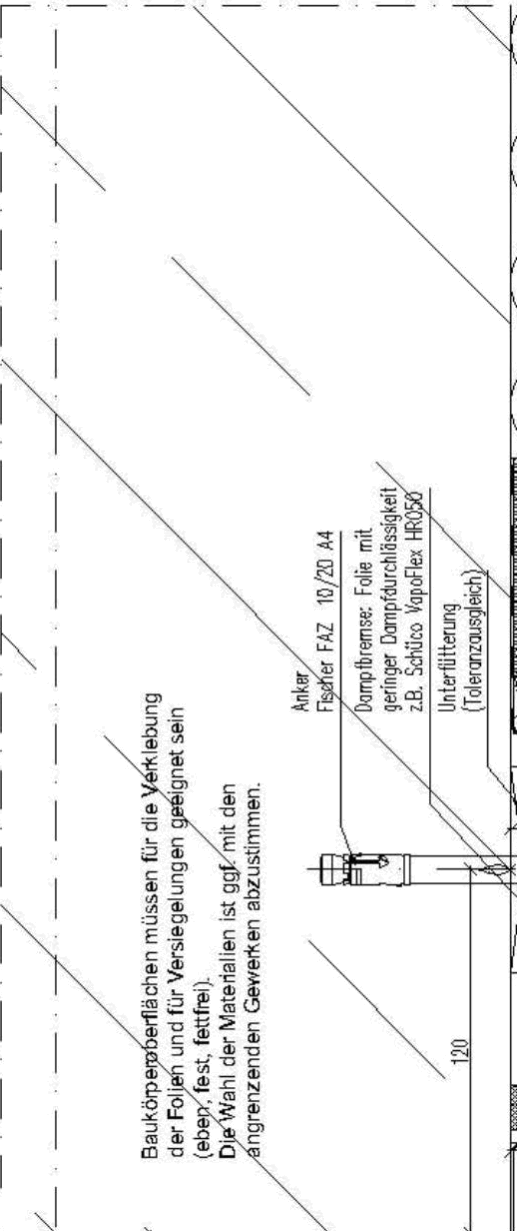 Baukörperoberflächen müssen für die Verklebung
der Folien und für Versiegelungen geeignet sein
(eben, fest, fettfrei).
Die Wahl der Materialien ist ggf. mit den
angrenzenden Gewerken abzustimmen.
Anker
Fischer FAZ 10/20 A4
Dampfbremse: Folie mit
geringer Dampfdurchlässigkeit
z.B. Schüco VapoFlex HR050
Unterfütterung
(Toleranzausgleich)
120